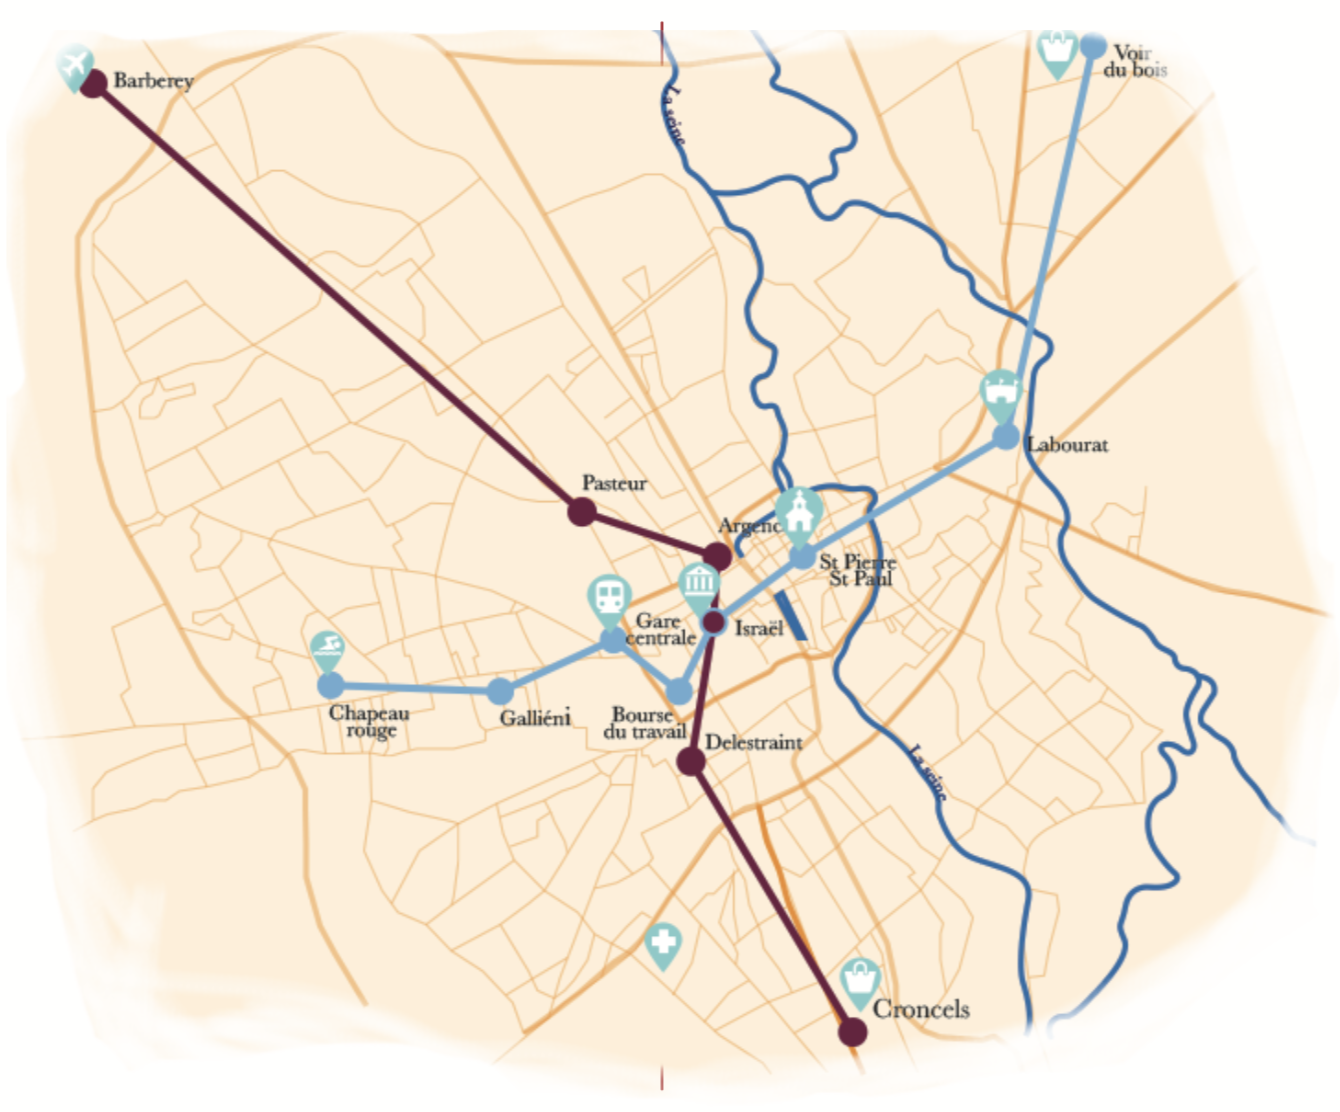 Barberey
Voir
du bois
La seine
Labourat
Pasteur
Argence
St Pierre
St Paul
Gare
centrale
Israël
Chapeau
rouge
Galliéni
Bourse
du travail
Delestraint
La seine
Croncels